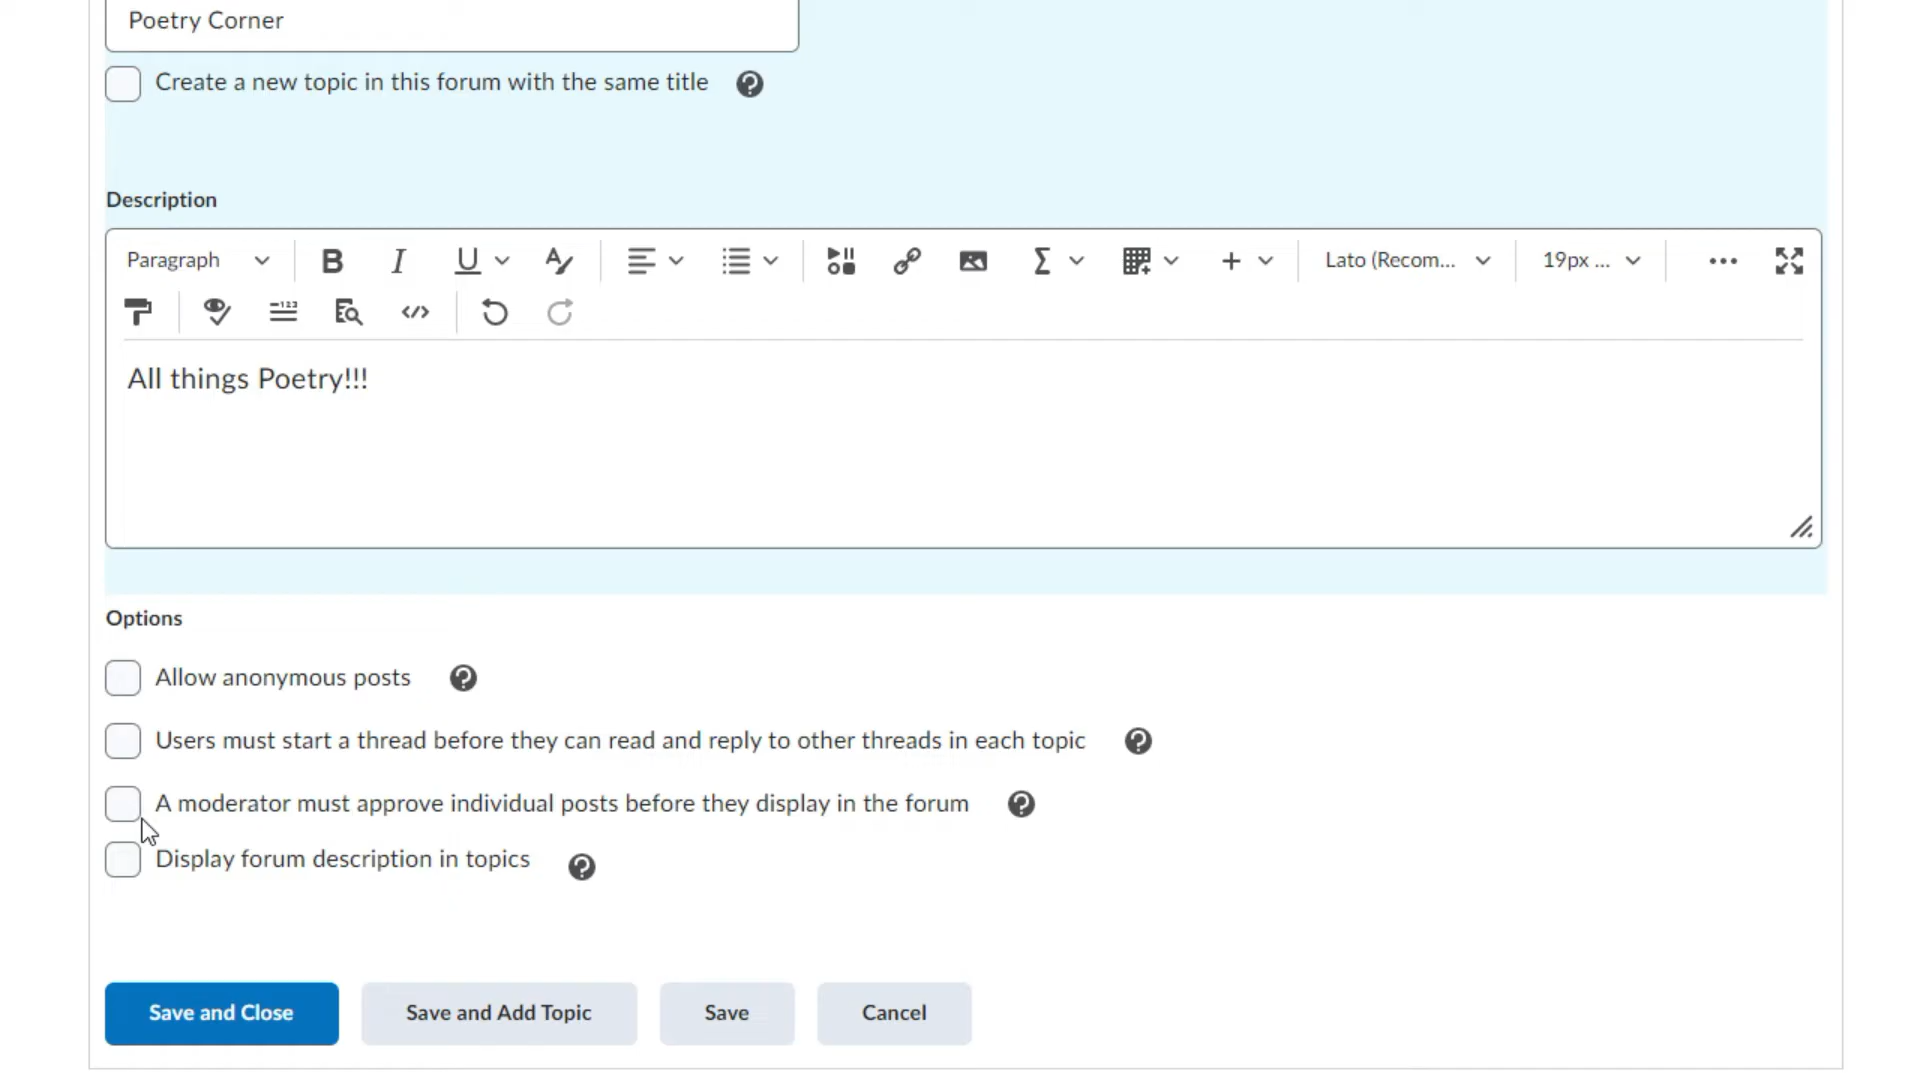 Poetry Corner
Create a new topic in this forum with the same title
Description
Paragraph
Lato (Recom...
19px ...
All things Poetry!!!
Options
Allow anonymous posts
Users must start a thread before they can read and reply to other threads in each topic
A moderator must approve individual posts before they display in the forum
Display forum description in topics
Save and Close
Save and Add Topic
Save
Cancel